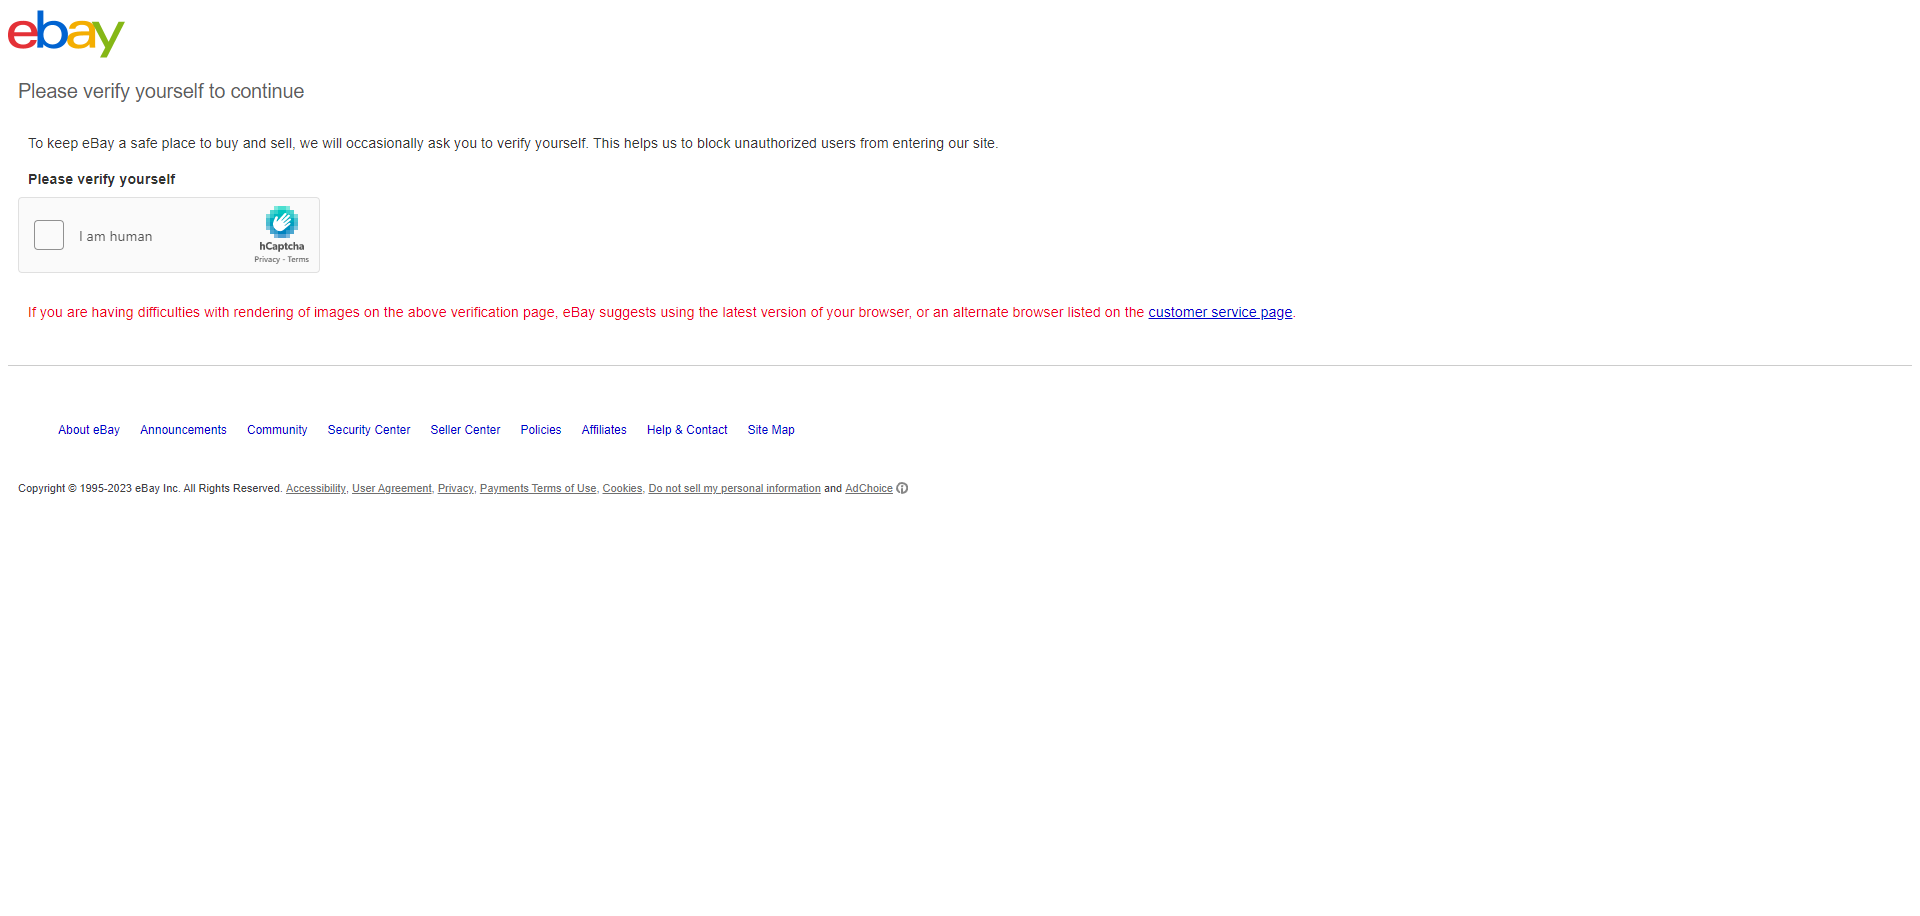 ebay
Please verify yourself to continue
To keep eBay a safe place to buy and sell, we will occasionally ask you to verify yourself. This helps us to block unauthorized users from entering our site.
Please verify yourself
I am human
hCaptcha
Privacy - Terms
If you are having difficulties with rendering of images on the above verification page, eBay suggests using the latest version of your browser, or an alternate browser listed on the customer service page.
About eBay Announcements Community Security Center Seller Center Policies Affiliates Help & Contact Site Map
Copyright © 1995-2023 eBay Inc. All Rights Reserved. Accessibility, User Agreement, Privacy, Payments Terms of Use, Cookies, Do not sell my personal information and AdChoice